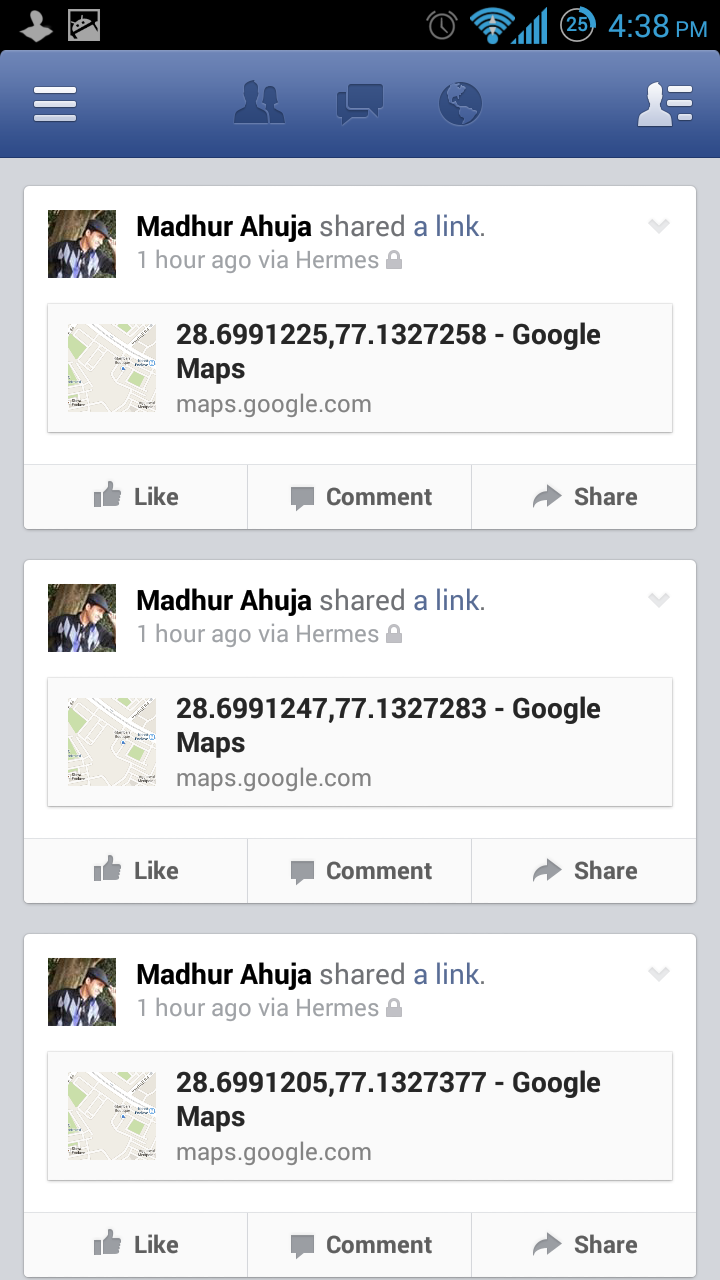 25 4:38 PM
Madhur Ahuja shared a link.
1 hour ago via Hermes
28.6991225,77.1327258 - Google
Maps
maps.google.com
Like Comment Share
Madhur Ahuja shared a link.
1 hour ago via Hermes
28.6991247,77.1327283 - Google
Maps
maps.google.com
Like Comment Share
Madhur Ahuja shared a link.
1 hour ago via Hermes
28.6991205,77.1327377 - Google
Maps
maps.google.com
Like Comment Share